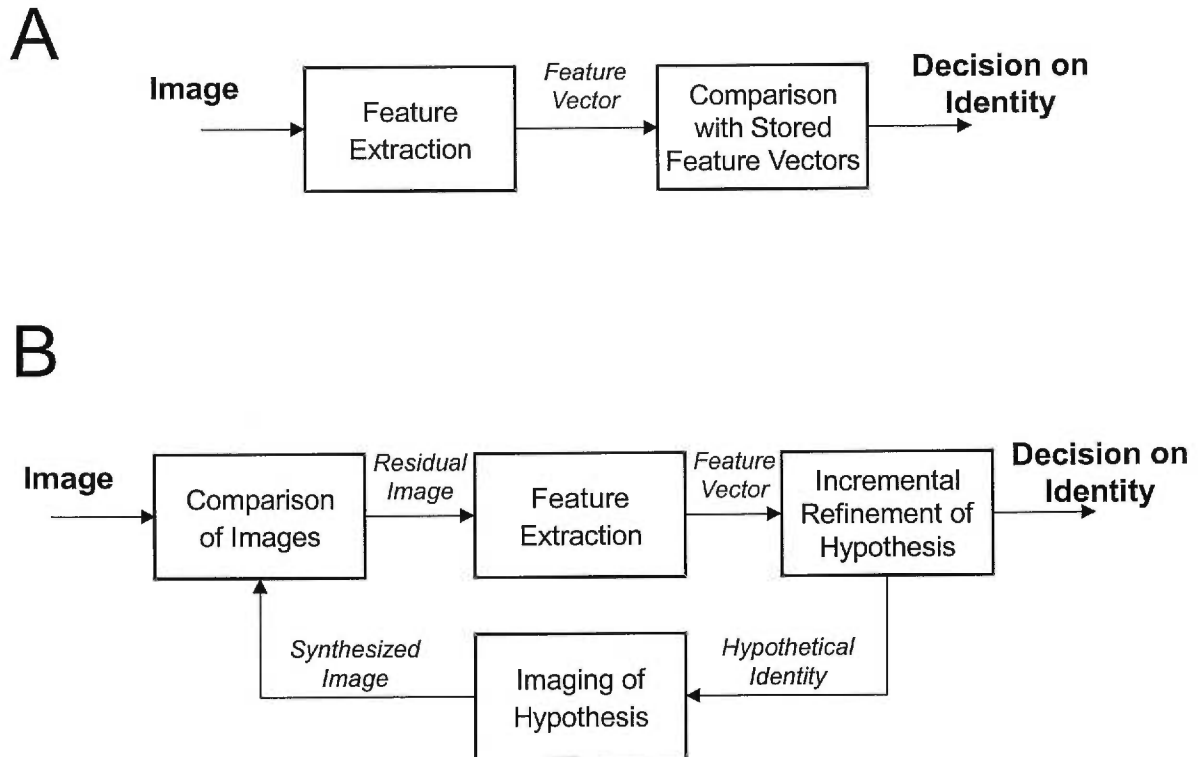 A
Image
Feature
Extraction
Feature
Vector
Comparison
with Stored
Feature Vectors
Decision on
Identity
B
Image
Comparison
of Images
Residual
Image
Feature
Extraction
Feature
Vector
Incremental
Refinement of
Hypothesis
Decision on
Identity
Synthesized
Image
Imaging of
Hypothesis
Hypothetical
Identity